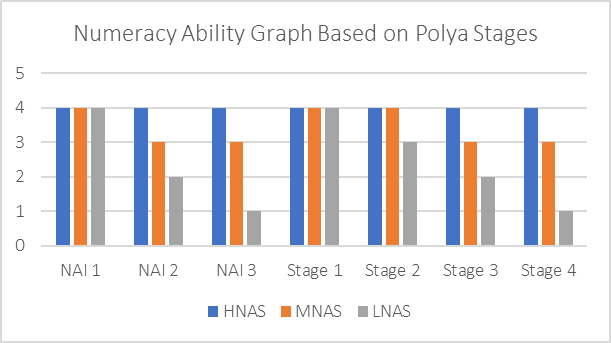 Numeracy Ability Graph Based on Polya Stages
5
4
3
2
1
0
NAI 1 NAI 2 NAI 3 Stage 1 Stage 2 Stage 3 Stage 4
HNAS MNAS LNAS